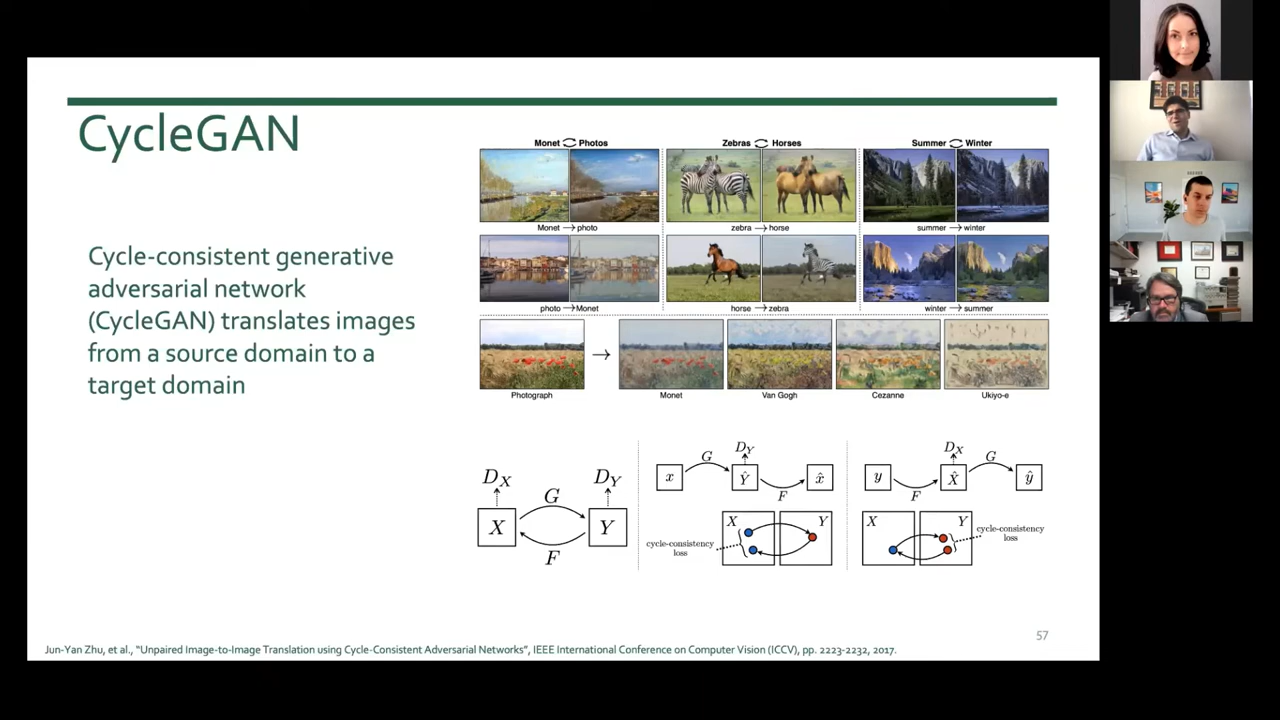 CycleGAN
Cycle-consistent generative
adversarial network
(CycleGAN) translates images
from a source domain to a
target domain
Monet Photos
Zebras Horses
Summer Winter
Monet → photo
zebra → horse
summer → winter
photo → Monet
horse → zebra
winter → summer
→
Photograph
Monet
Van Gogh
Cezanne
Ukiyo-e
D_X D_Y
G
X Y
F
D_Y
x G Ŷ x̂
F
X Y
cycle-consistency
loss
D_X
y G X̂ ŷ
F
X Y
cycle-consistency
loss
57
Jun-Yan Zhu, et al., "Unpaired Image-to-Image Translation using Cycle-Consistent Adversarial Networks", IEEE International Conference on Computer Vision (ICCV), pp. 2223-2232, 2017.